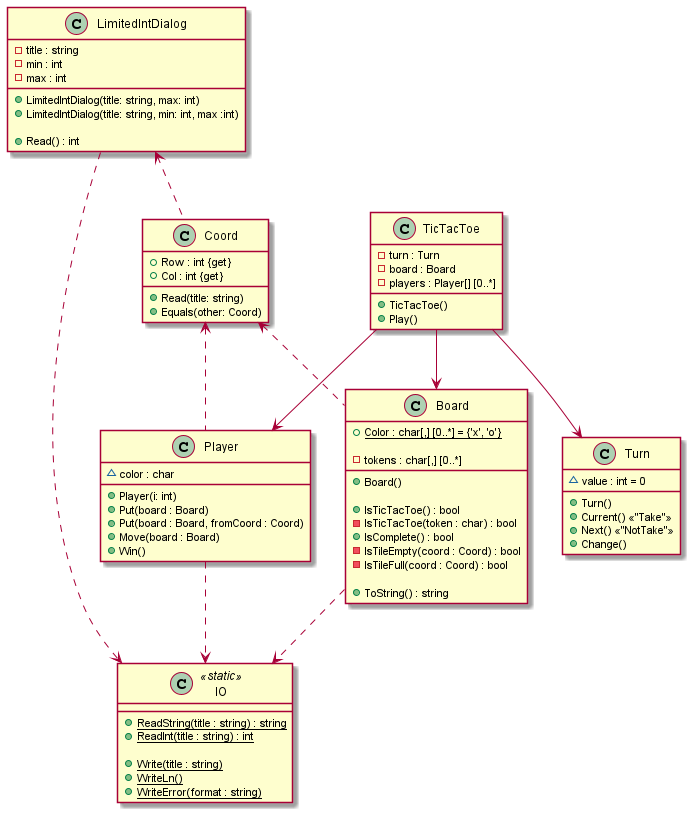 C LimitedIntDialog
title : string
min : int
max : int
LimitedIntDialog(title: string, max: int)
LimitedIntDialog(title: string, min: int, max :int)
Read() : int
C Coord
Row : int {get}
Col : int {get}
Read(title: string)
Equals(other: Coord)
C TicTacToe
turn : Turn
board : Board
players : Player[] [0..*]
TicTacToe()
Play()
C Player
color : char
Player(i: int)
Put(board : Board)
Put(board : Board, fromCoord : Coord)
Move(board : Board)
Win()
C Board
Color : char[,] [0..*] = {'x', 'o'}
tokens : char[,] [0..*]
Board()
IsTicTacToe() : bool
IsTicTacToe(token : char) : bool
IsComplete() : bool
IsTileEmpty(coord : Coord) : bool
IsTileFull(coord : Coord) : bool
ToString() : string
C Turn
value : int = 0
Turn()
Current() «"Take"»
Next() «"NotTake"»
Change()
C «static»
IO
ReadString(title : string) : string
ReadInt(title : string) : int
Write(title : string)
WriteLn()
WriteError(format : string)